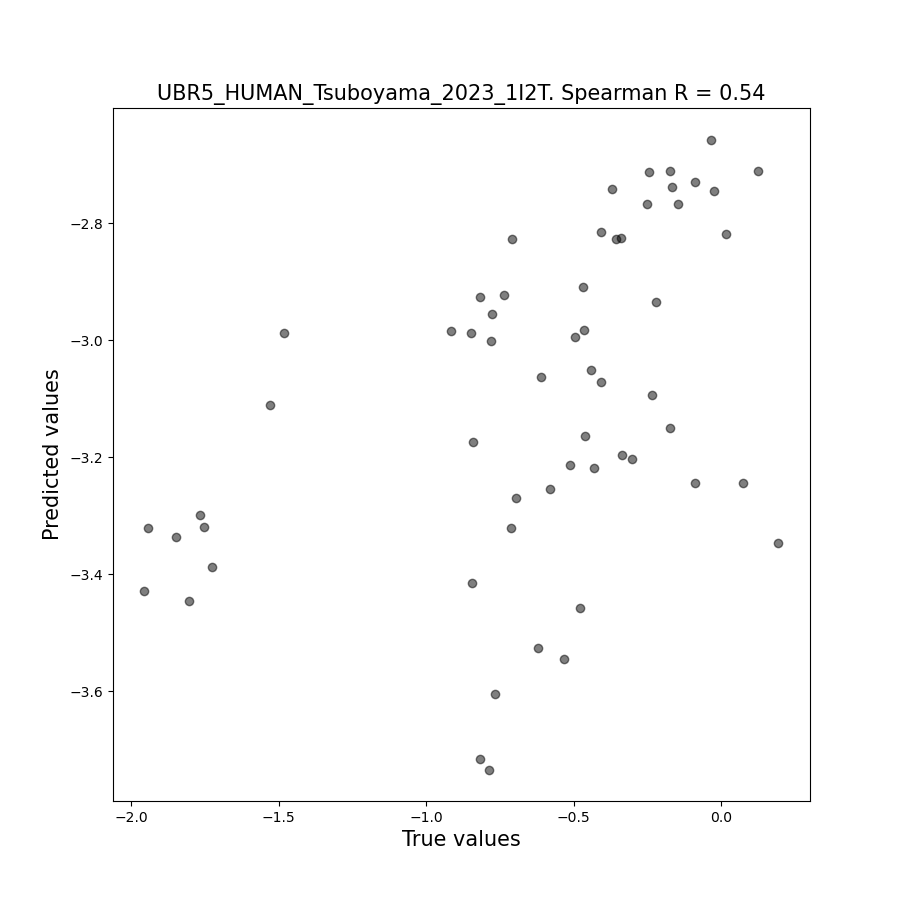 UBR5_HUMAN_Tsuboyama_2023_1I2T. Spearman R = 0.54
Predicted values
−2.8
−3.0
−3.2
−3.4
−3.6
−2.0 −1.5 −1.0 −0.5 0.0
True values